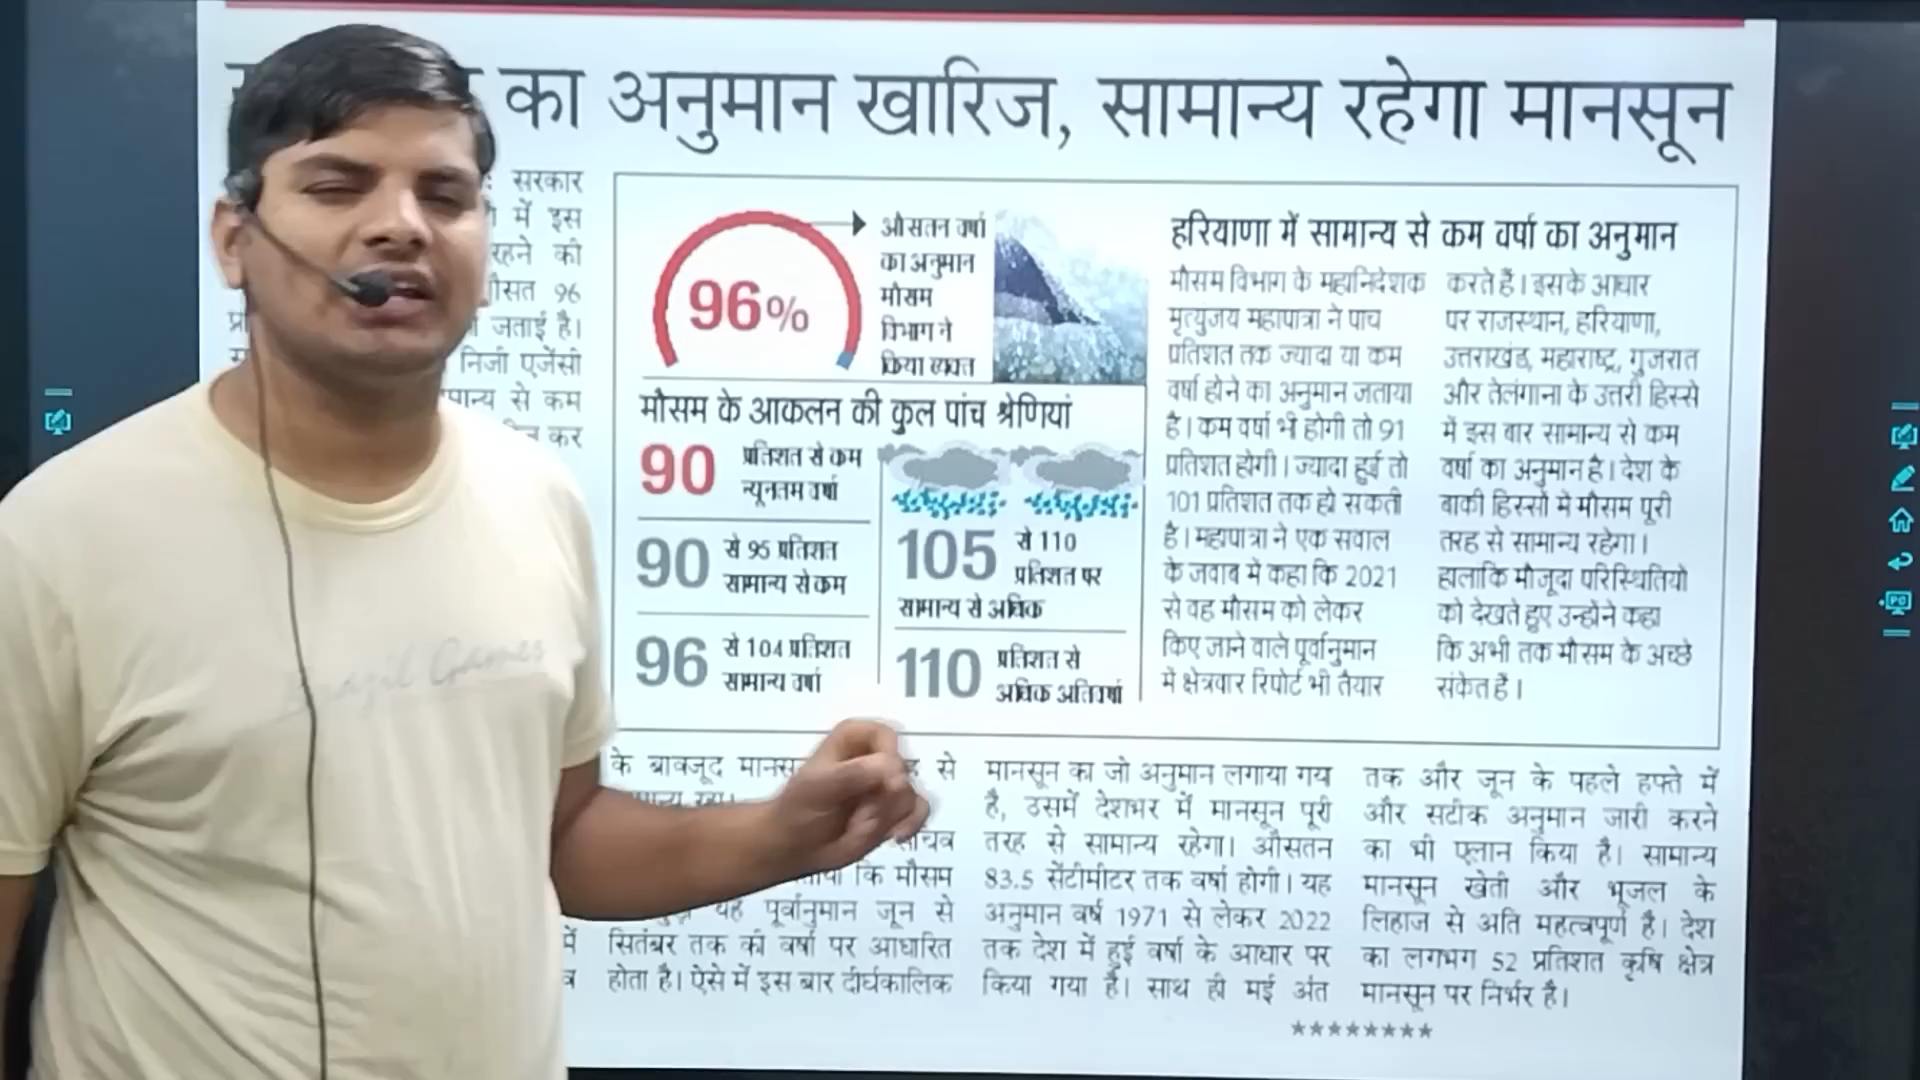 का अनुमान खारिज, सामान्य रहेगा मानसून
सरकार
में इस
रहने की
96
जताई है।
निजी एजेंसी
से कम
कर
96%
औसतन वर्षा
का अनुमान
मौसम
विभाग ने
किया व्यक्त
मौसम के आकलन की कुल पांच श्रेणियां
90 प्रतिशत से कम
न्यूनतम वर्षा
90 से 95 प्रतिशत
सामान्य से कम
96 से 104 प्रतिशत
सामान्य वर्षा
105 से 110
प्रतिशत पर
सामान्य से अधिक
110 प्रतिशत से
अधिक अतिवर्षा
हरियाणा में सामान्य से कम वर्षा का अनुमान
मौसम विभाग के महानिदेशक
मृत्युंजय महापात्रा ने पांच
प्रतिशत तक ज्यादा या कम
वर्षा होने का अनुमान जताया
है। कम वर्षा भी होगी तो 91
प्रतिशत होगी। ज्यादा हुई तो
101 प्रतिशत तक हो सकती
है। महापात्रा ने एक सवाल
के जवाब में कहा कि 2021
से वह मौसम को लेकर
किए जाने वाले पूर्वानुमान
में क्षेत्रवार रिपोर्ट भी तैयार
करते हैं। इसके आधार
पर राजस्थान, हरियाणा,
उत्तराखंड, महाराष्ट्र, गुजरात
और तेलंगाना के उत्तरी हिस्से
में इस बार सामान्य से कम
वर्षा का अनुमान है। देश के
बाकी हिस्सों में मौसम पूरी
तरह से सामान्य रहेगा।
हालांकि मौजूदा परिस्थितियों
को देखते हुए उन्होंने कहा
कि अभी तक मौसम के अच्छे
संकेत हैं।
के बावजूद से
कि मौसम
यह पूर्वानुमान जून से
सितंबर तक की वर्षा पर आधारित
होता है। ऐसे में इस बार दीर्घकालिक
मानसून का जो अनुमान लगाया गया
है, उसमें देशभर में मानसून पूरी
तरह से सामान्य रहेगा। औसतन
83.5 सेंटीमीटर तक वर्षा होगी। यह
अनुमान वर्ष 1971 से लेकर 2022
तक देश में हुई वर्षा के आधार पर
किया गया है। साथ ही मई अंत
तक और जून के पहले हफ्ते में
और सटीक अनुमान जारी करने
का भी एलान किया है। सामान्य
मानसून खेती और भूजल के
लिहाज से अति महत्वपूर्ण है। देश
का लगभग 52 प्रतिशत कृषि क्षेत्र
मानसून पर निर्भर है।
********
PC